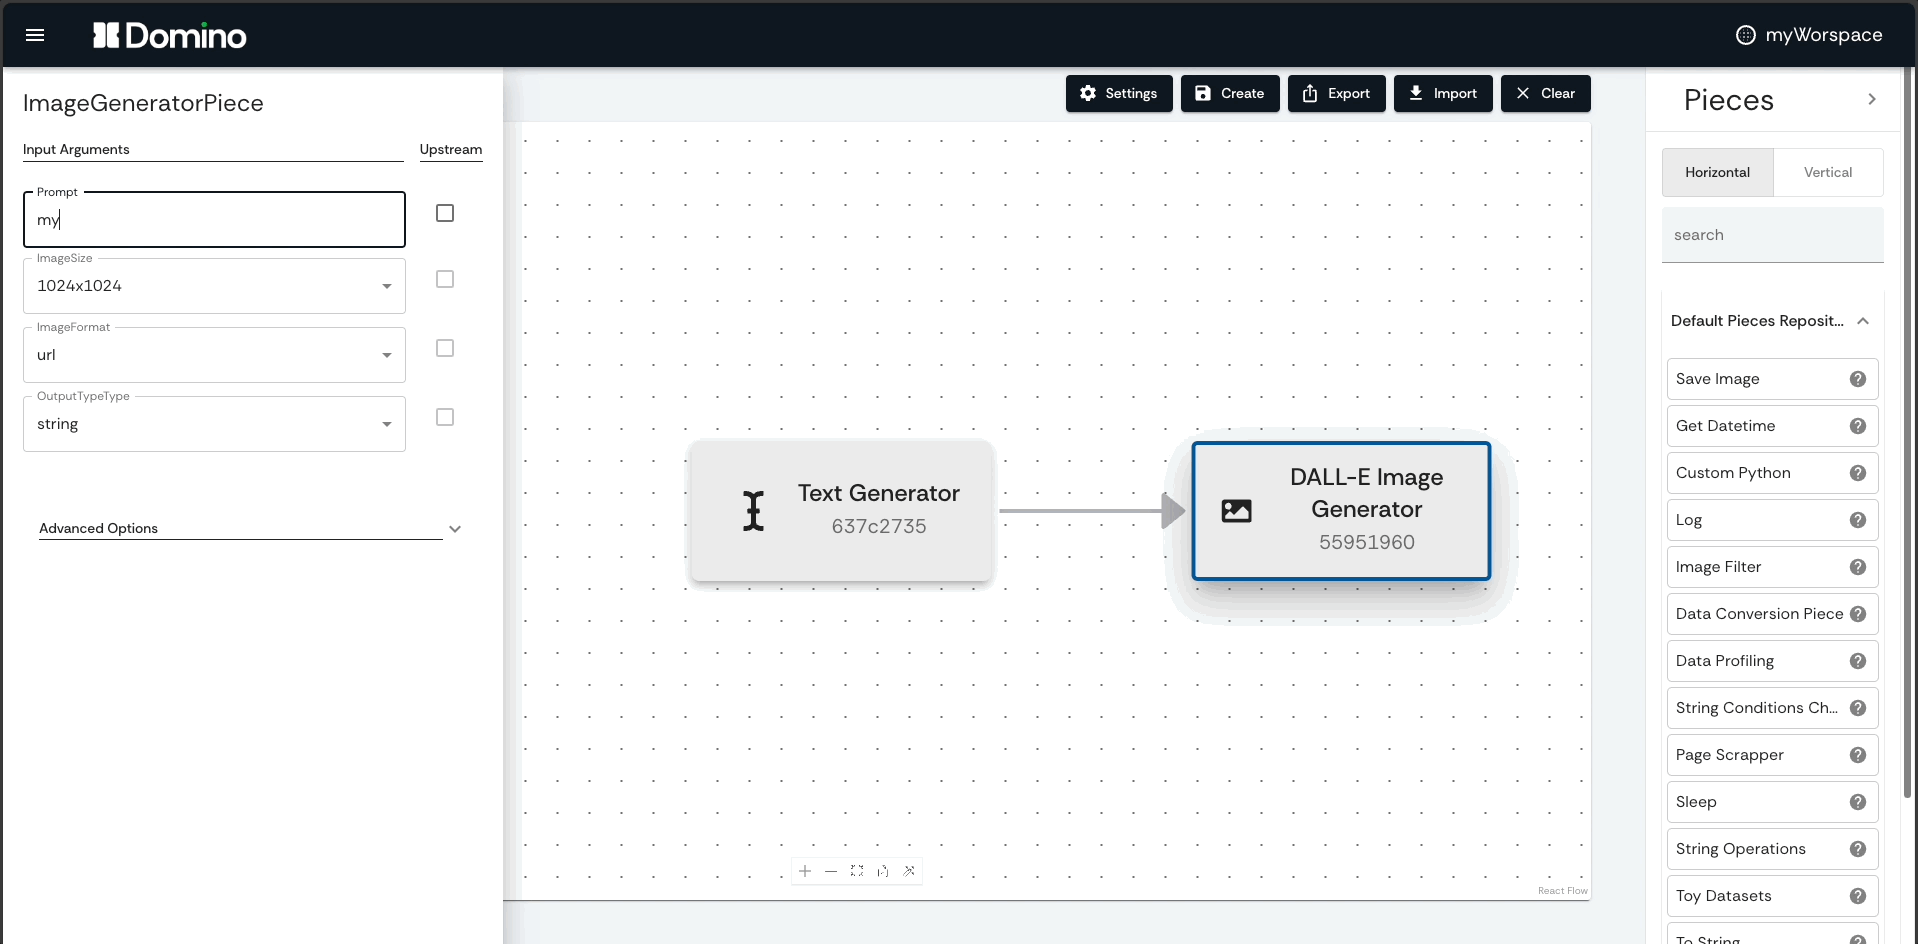 Domino
myWorspace
ImageGeneratorPiece
Input Arguments
Upstream
Prompt
my
ImageSize
1024x1024
ImageFormat
url
OutputTypeType
string
Advanced Options
Settings
Create
Export
Import
Clear
Text Generator
637c2735
DALL-E Image
Generator
55951960
React Flow
Pieces
Horizontal
Vertical
search
Default Pieces Reposit...
Save Image
Get Datetime
Custom Python
Log
Image Filter
Data Conversion Piece
Data Profiling
String Conditions Ch...
Page Scrapper
Sleep
String Operations
Toy Datasets
To String